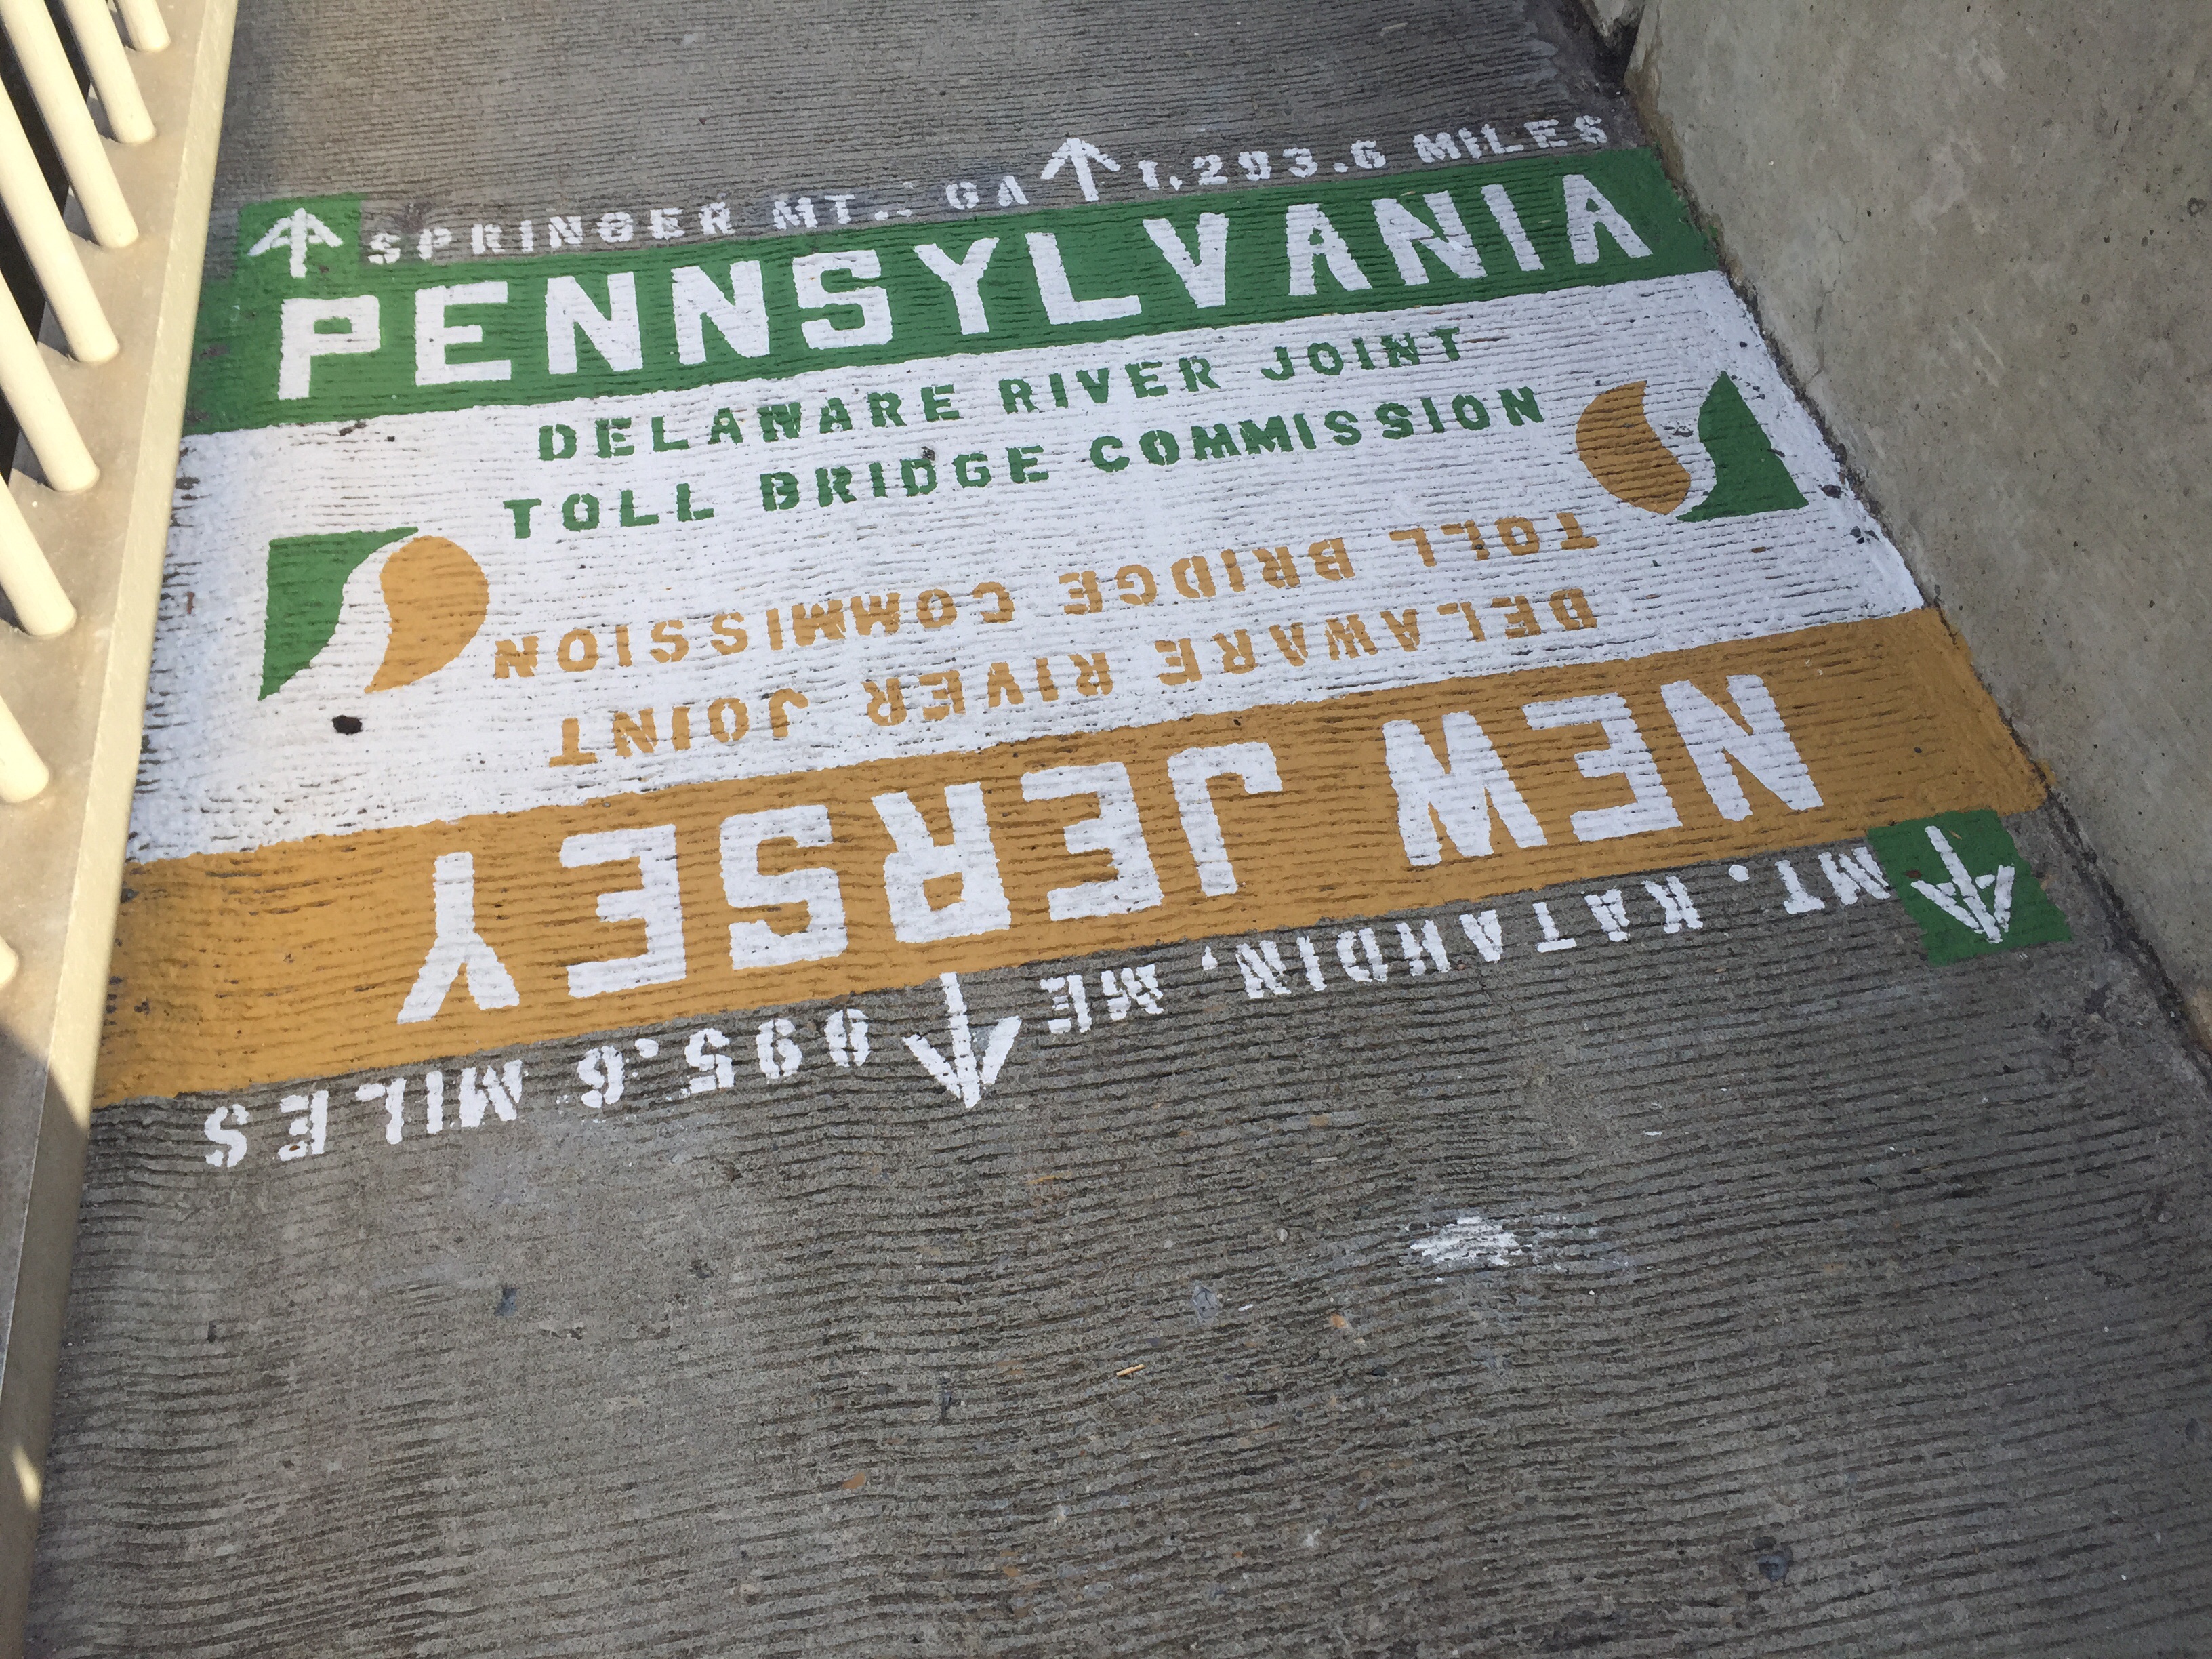 SPRINGER MT., GA ↑ 1,293.6 MILES
PENNSYLVANIA
DELAWARE RIVER JOINT
TOLL BRIDGE COMMISSION
MT. KATAHDIN, ME ↑ 895.6 MILES
NEW JERSEY
DELAWARE RIVER JOINT
TOLL BRIDGE COMMISSION